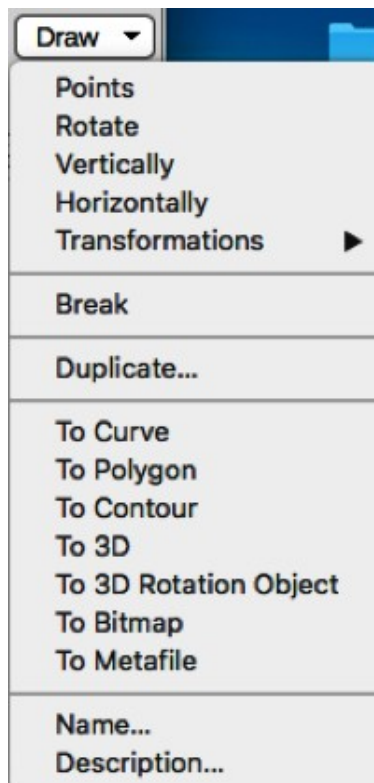 Draw
Points
Rotate
Vertically
Horizontally
Transformations
Break
Duplicate...
To Curve
To Polygon
To Contour
To 3D
To 3D Rotation Object
To Bitmap
To Metafile
Name...
Description...